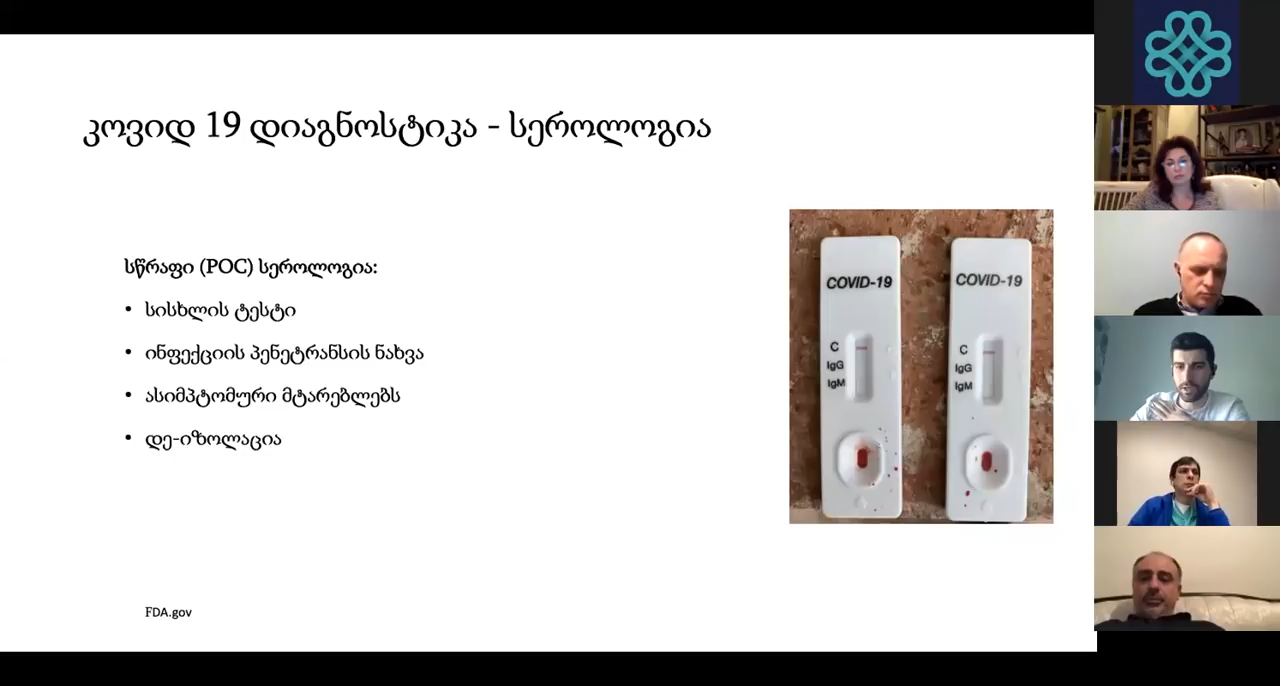 კოვიდ 19 დიაგნოსტიკა - სეროლოგია
სწრაფი (POC) სეროლოგია:
• სისხლის ტესტი
• ინფექციის პენეტრანსის ნახვა
• ასიმპტომური მტარებლებს
• დე-იზოლაცია
COVID-19
C
IgG
IgM
COVID-19
C
IgG
IgM
FDA.gov